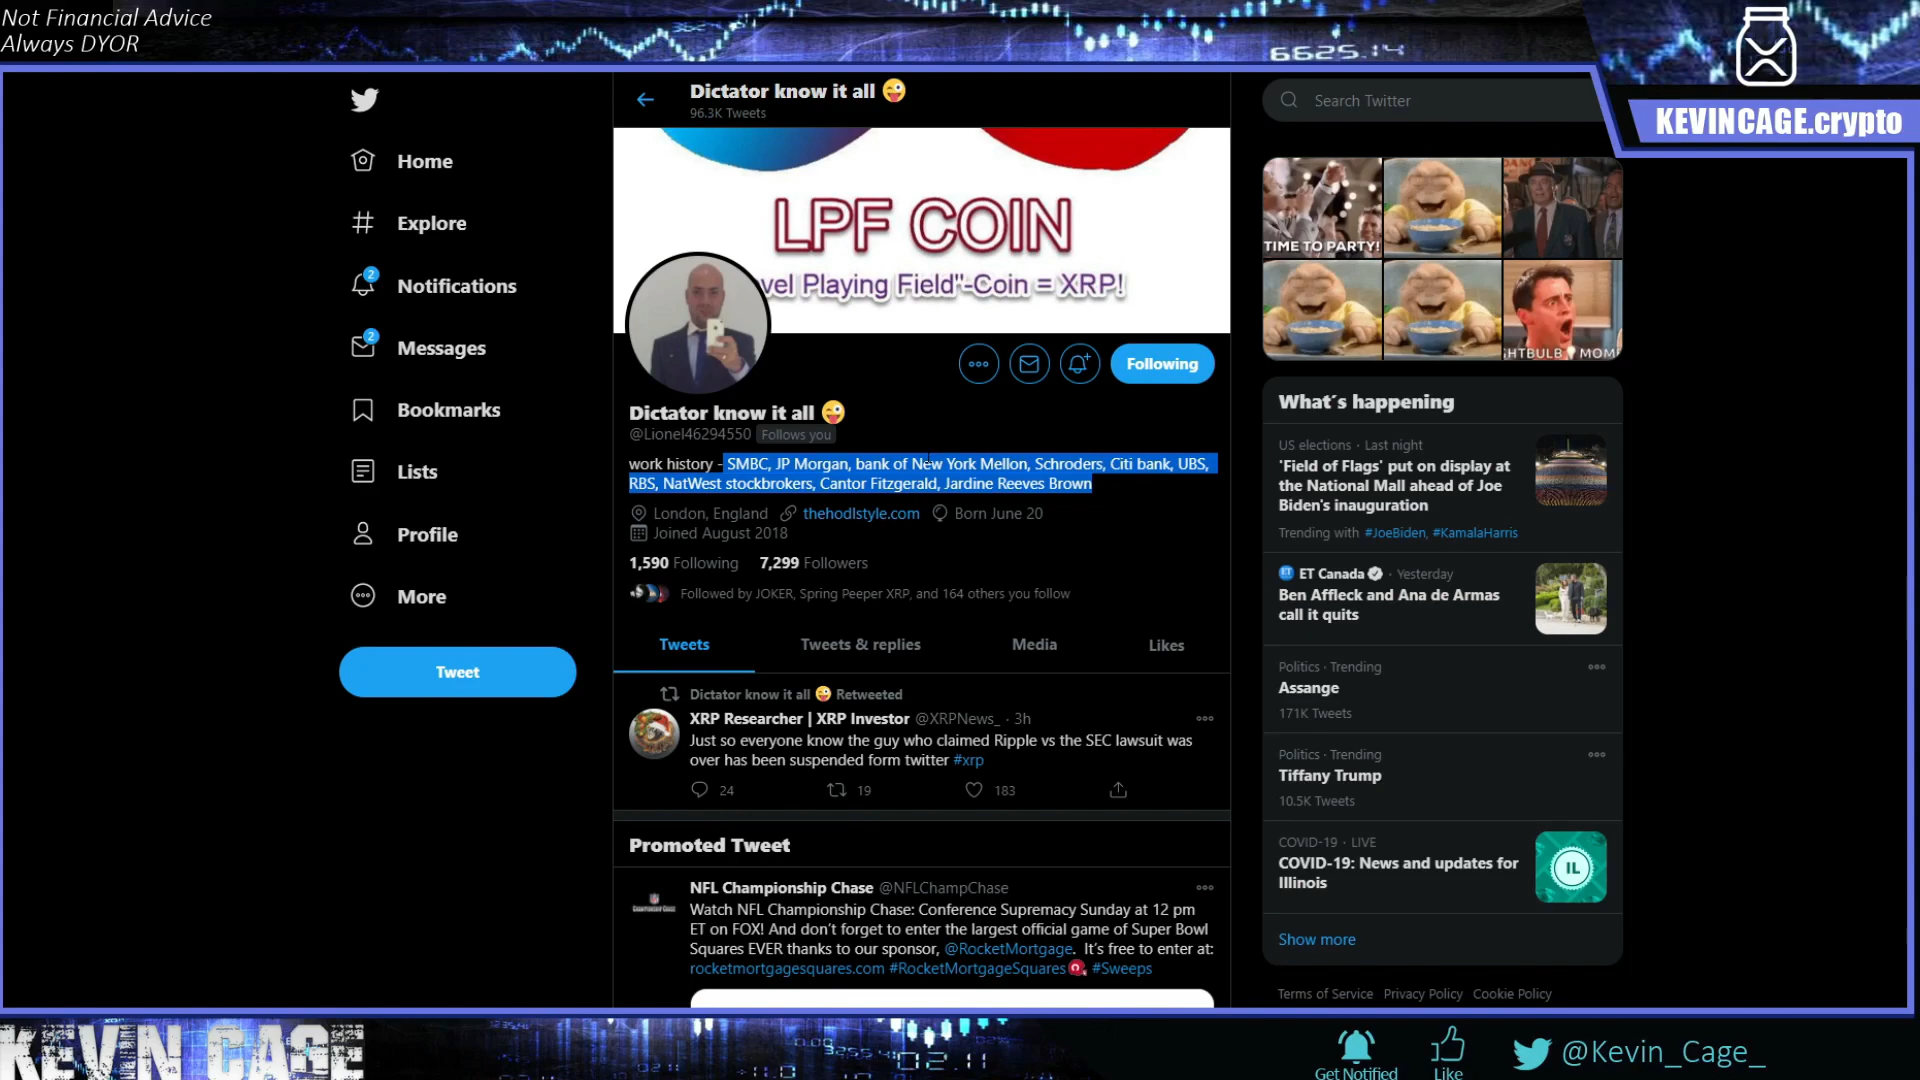 Not Financial Advice
Always DYOR
6625.14
KEVINCAGE.crypto
Dictator know it all 😜
96.3K Tweets
Search Twitter
Home
Explore
2
Notifications
2
Messages
Bookmarks
Lists
Profile
More
Tweet
LPF COIN
vel Playing Field"-Coin = XRP!
Following
Dictator know it all 😜
@Lionel46294550 Follows you
work history - SMBC, JP Morgan, bank of New York Mellon, Schroders, Citi bank, UBS,
RBS, NatWest stockbrokers, Cantor Fitzgerald, Jardine Reeves Brown
London, England thehodlstyle.com Born June 20
Joined August 2018
1,590 Following 7,299 Followers
Followed by JOKER, Spring Peeper XRP, and 164 others you follow
Tweets Tweets & replies Media Likes
Dictator know it all 😜 Retweeted
XRP Researcher | XRP Investor @XRPNews_ · 3h
Just so everyone know the guy who claimed Ripple vs the SEC lawsuit was
over has been suspended form twitter #xrp
24 19 183
Promoted Tweet
NFL Championship Chase @NFLChampChase
Watch NFL Championship Chase: Conference Supremacy Sunday at 12 pm
ET on FOX! And don't forget to enter the largest official game of Super Bowl
Squares EVER thanks to our sponsor, @RocketMortgage. It's free to enter at:
rocketmortgagesquares.com #RocketMortgageSquares #Sweeps
TIME TO PARTY!
HTBULB MOM
What's happening
US elections · Last night
'Field of Flags' put on display at
the National Mall ahead of Joe
Biden's inauguration
Trending with #JoeBiden, #KamalaHarris
ET Canada · Yesterday
Ben Affleck and Ana de Armas
call it quits
Politics · Trending
Assange
171K Tweets
Politics · Trending
Tiffany Trump
10.5K Tweets
COVID-19 · LIVE
COVID-19: News and updates for
Illinois
IL
Show more
Terms of Service Privacy Policy Cookie Policy
KEVIN CAGE
02.11
Get Notified
Like
@Kevin_Cage_